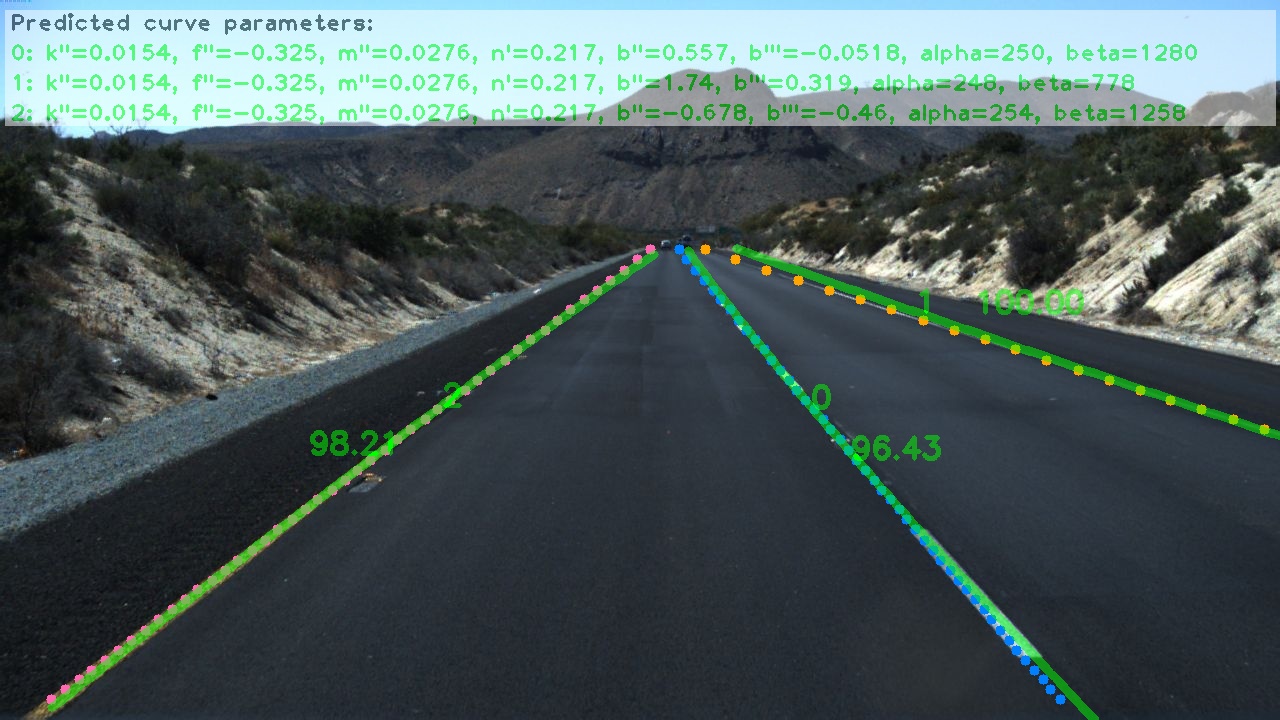 Predicted curve parameters:
0: k''=0.0154, f''=-0.325, m''=0.0276, n'=0.217, b''=0.557, b'''=-0.0518, alpha=250, beta=1280
1: k''=0.0154, f''=-0.325, m''=0.0276, n'=0.217, b''=1.74, b'''=0.319, alpha=248, beta=778
2: k''=0.0154, f''=-0.325, m''=0.0276, n'=0.217, b''=-0.678, b'''=-0.46, alpha=254, beta=1258
1 100.00
2 0
98.21 96.43